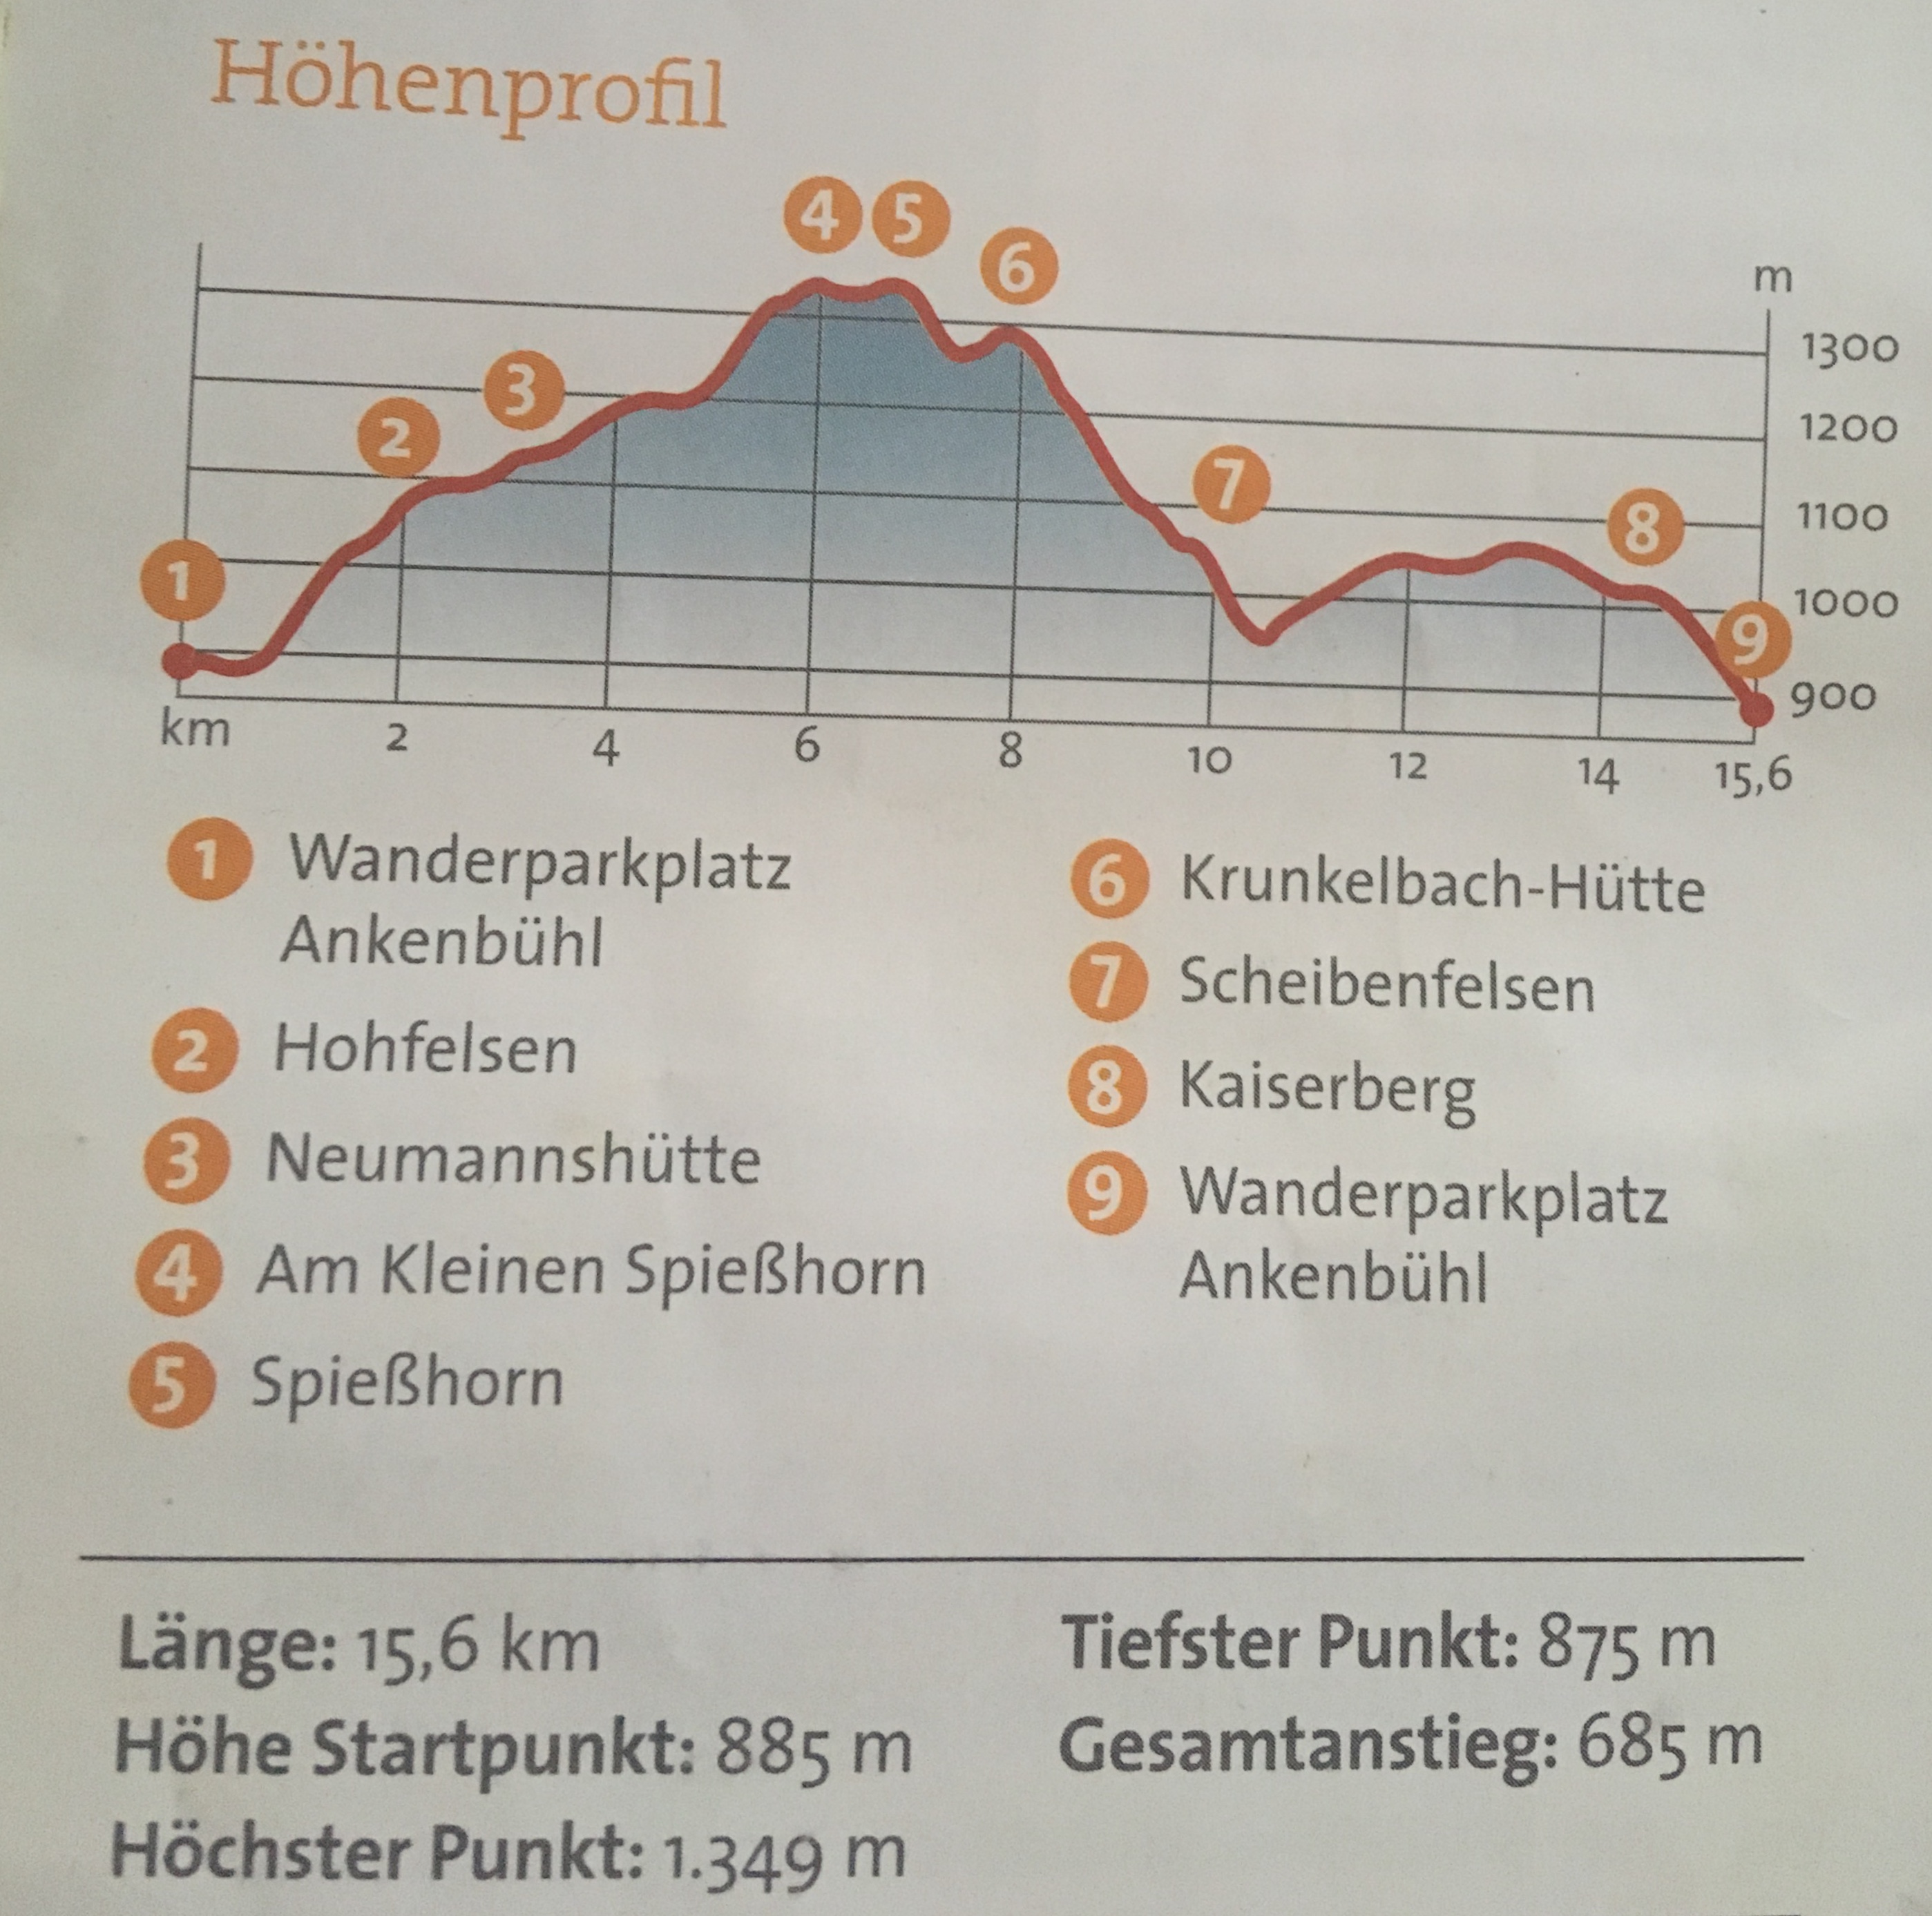 Höhenprofil
4 5
6
m
1300
3
1200
2
7
1100
8
1
1000
9
900
km 2 4 6 8 10 12 14 15,6
1 Wanderparkplatz
Ankenbühl
2 Hohfelsen
3 Neumannshütte
4 Am Kleinen Spießhorn
5 Spießhorn
6 Krunkelbach-Hütte
7 Scheibenfelsen
8 Kaiserberg
9 Wanderparkplatz
Ankenbühl
Länge: 15,6 km
Höhe Startpunkt: 885 m
Höchster Punkt: 1.349 m
Tiefster Punkt: 875 m
Gesamtanstieg: 685 m